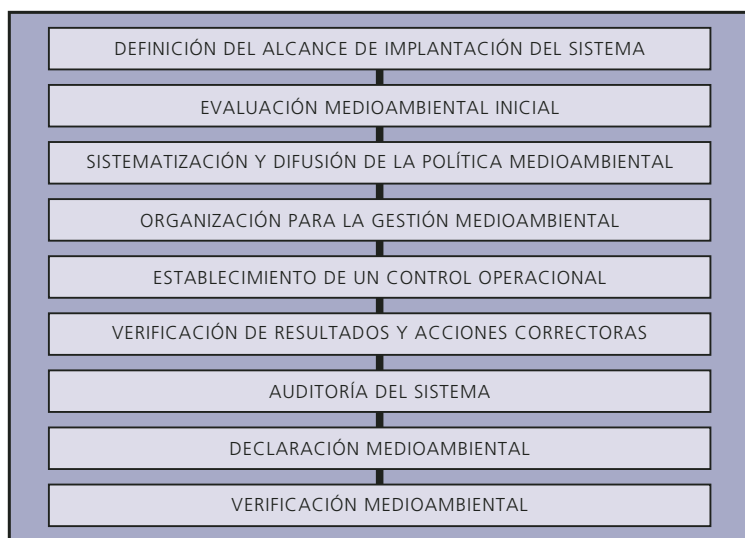 DEFINICIÓN DEL ALCANCE DE IMPLANTACIÓN DEL SISTEMA
EVALUACIÓN MEDIOAMBIENTAL INICIAL
SISTEMATIZACIÓN Y DIFUSIÓN DE LA POLÍTICA MEDIOAMBIENTAL
ORGANIZACIÓN PARA LA GESTIÓN MEDIOAMBIENTAL
ESTABLECIMIENTO DE UN CONTROL OPERACIONAL
VERIFICACIÓN DE RESULTADOS Y ACCIONES CORRECTORAS
AUDITORÍA DEL SISTEMA
DECLARACIÓN MEDIOAMBIENTAL
VERIFICACIÓN MEDIOAMBIENTAL